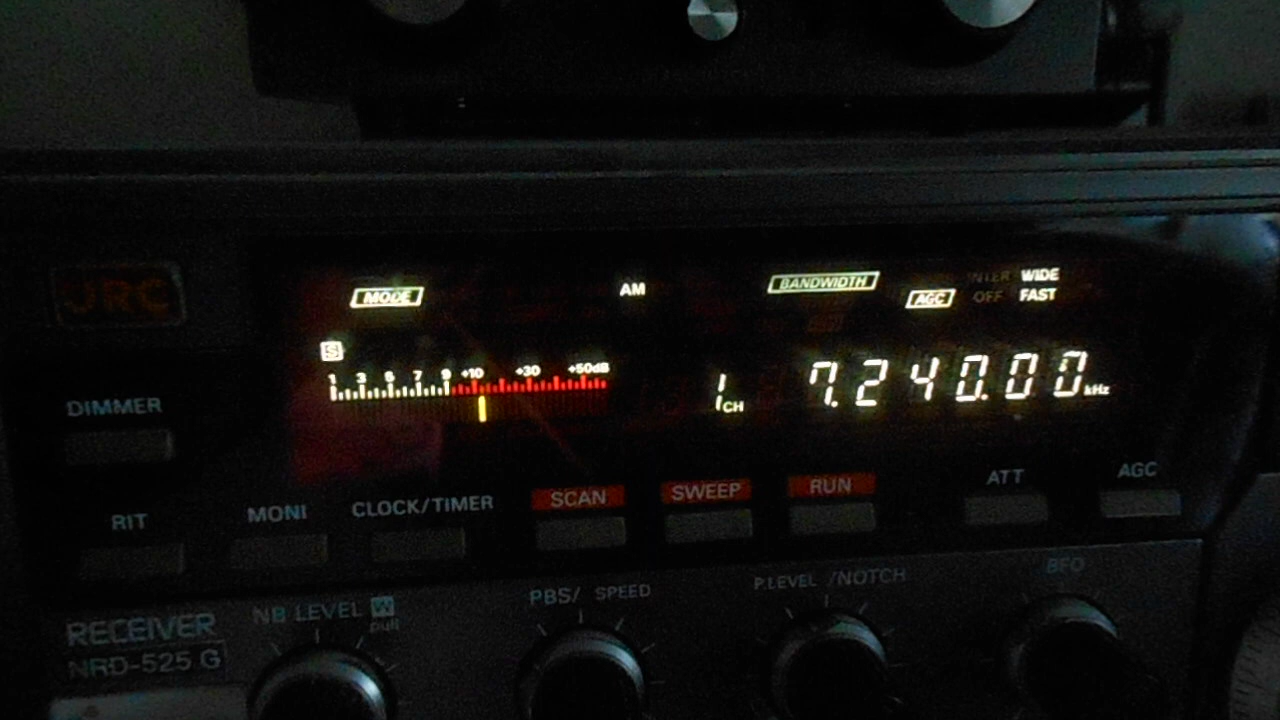 JRC
MODE AM BANDWIDTH AGC INTER WIDE
OFF FAST
S
1 3 5 7 9 +10 +30 +50dB
1 CH 7.240.00 kHz
DIMMER
RIT MONI CLOCK/TIMER SCAN SWEEP RUN ATT AGC
RECEIVER
NRD-525 G
NB LEVEL W
pull
PBS/ SPEED
P.LEVEL /NOTCH
BFO